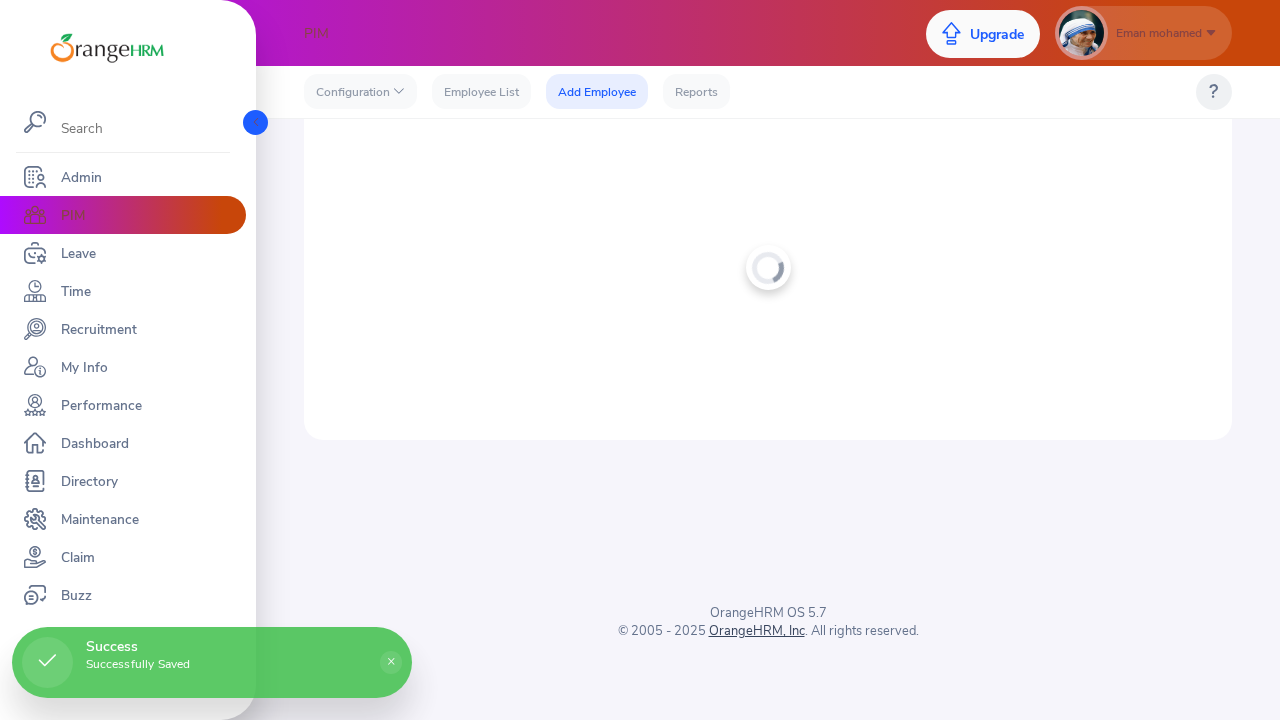 OrangeHRM
PIM
Upgrade
Eman mohamed
Configuration
Employee List
Add Employee
Reports
?
Search
Admin
PIM
Leave
Time
Recruitment
My Info
Performance
Dashboard
Directory
Maintenance
Claim
Buzz
OrangeHRM OS 5.7
© 2005 - 2025 OrangeHRM, Inc. All rights reserved.
Success
Successfully Saved
×